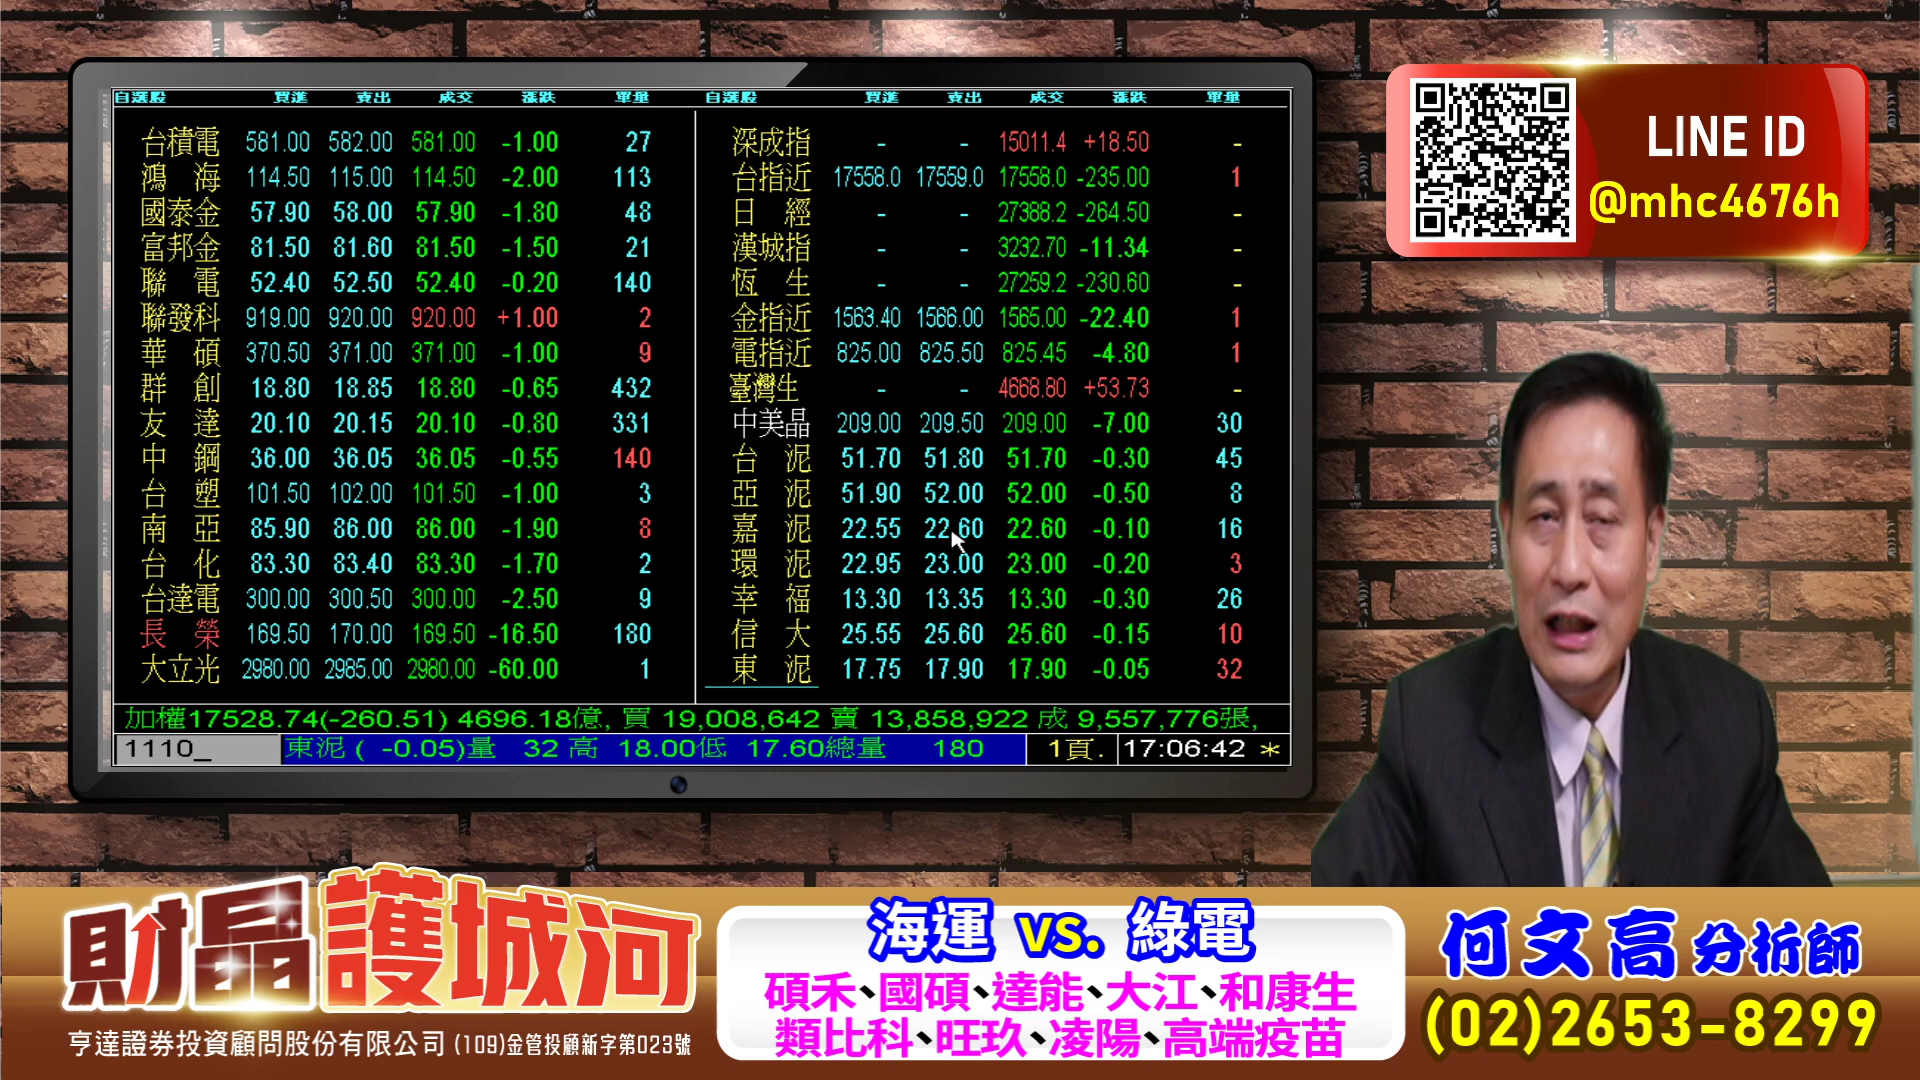 自選股 買進 賣出 成交 漲跌 單量 自選股 買進 賣出 成交 漲跌 單量
台積電 581.00 582.00 581.00 -1.00 27
鴻海 114.50 115.00 114.50 -2.00 113
國泰金 57.90 58.00 57.90 -1.80 48
富邦金 81.50 81.60 81.50 -1.50 21
聯電 52.40 52.50 52.40 -0.20 140
聯發科 919.00 920.00 920.00 +1.00 2
華碩 370.50 371.00 371.00 -1.00 9
群創 18.80 18.85 18.80 -0.65 432
友達 20.10 20.15 20.10 -0.80 331
中鋼 36.00 36.05 36.05 -0.55 140
台塑 101.50 102.00 101.50 -1.00 3
南亞 85.90 86.00 86.00 -1.90 8
台化 83.30 83.40 83.30 -1.70 2
台達電 300.00 300.50 300.00 -2.50 9
長榮 169.50 170.00 169.50 -16.50 180
大立光 2980.00 2985.00 2980.00 -60.00 1
深成指 - - 15011.4 +18.50 -
台指近 17558.0 17559.0 17558.0 -235.00 1
日經 - - 27388.2 -264.50 -
漢城指 - - 3232.70 -11.34 -
恆生 - - 27259.2 -230.60 -
金指近 1563.40 1566.00 1565.00 -22.40 1
電指近 825.00 825.50 825.45 -4.80 1
臺灣生 - - 4668.80 +53.73 -
中美晶 209.00 209.50 209.00 -7.00 30
台泥 51.70 51.80 51.70 -0.30 45
亞泥 51.90 52.00 52.00 -0.50 8
嘉泥 22.55 22.60 22.60 -0.10 16
環泥 22.95 23.00 23.00 -0.20 3
幸福 13.30 13.35 13.30 -0.30 26
信大 25.55 25.60 25.60 -0.15 10
東泥 17.75 17.90 17.90 -0.05 32
加權17528.74(-260.51) 4696.18億, 買 19,008,642 賣 13,858,922 成 9,557,776張,
1110_ 東泥 ( -0.05)量 32 高 18.00低 17.60總量 180 1頁. 17:06:42 *
LINE ID
@mhc4676h
財晶護城河
亨達證券投資顧問股份有限公司 (109)金管投顧新字第023號
海運 vs. 綠電
碩禾、國碩、達能、大江、和康生
類比科、旺玖、凌陽、高端疫苗
何文高 分析師
(02)2653-8299